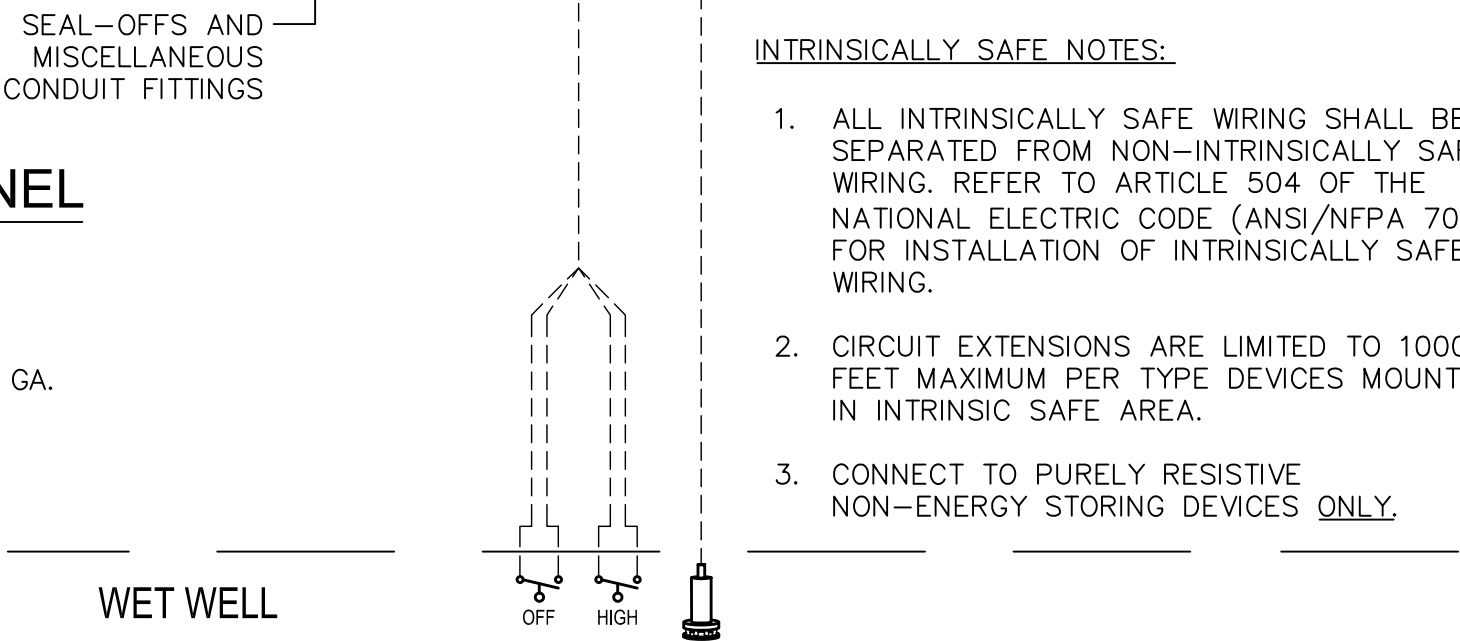 SEAL-OFFS AND
MISCELLANEOUS
CONDUIT FITTINGS
NEL
GA.
INTRINSICALLY SAFE NOTES:
1. ALL INTRINSICALLY SAFE WIRING SHALL BE
SEPARATED FROM NON-INTRINSICALLY SAF
WIRING. REFER TO ARTICLE 504 OF THE
NATIONAL ELECTRIC CODE (ANSI/NFPA 70
FOR INSTALLATION OF INTRINSICALLY SAFE
WIRING.
2. CIRCUIT EXTENSIONS ARE LIMITED TO 1000
FEET MAXIMUM PER TYPE DEVICES MOUNT
IN INTRINSIC SAFE AREA.
3. CONNECT TO PURELY RESISTIVE
NON-ENERGY STORING DEVICES ONLY.
WET WELL
OFF
HIGH